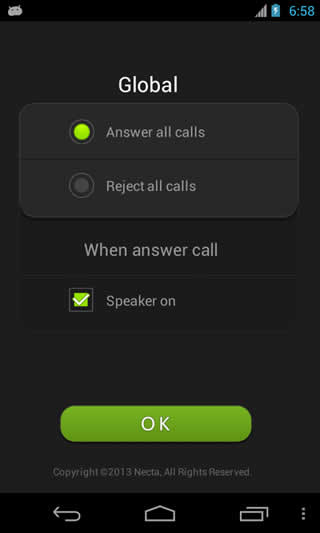 6:58
Global
Answer all calls
Reject all calls
When answer call
Speaker on
OK
Copyright ©2013 Necta, All Rights Reserved.